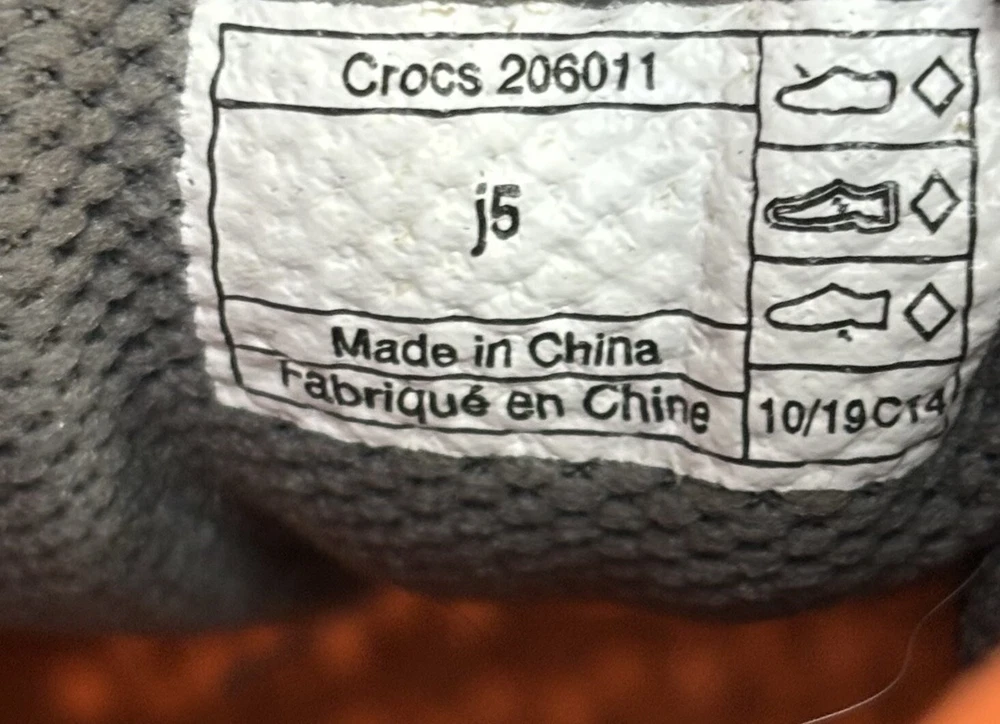 Crocs 206011
j5
Made in China
Fabriqué en Chine
10/19C14